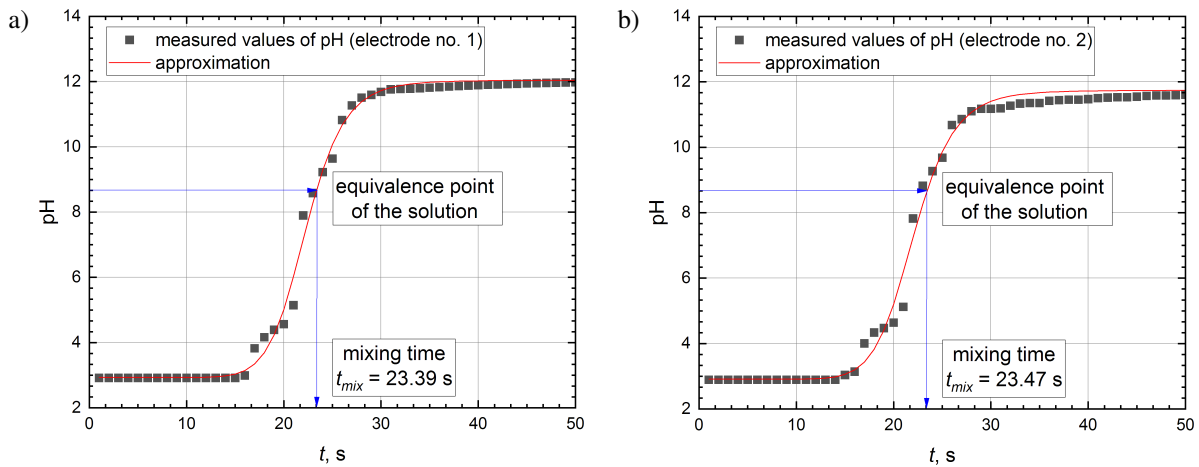 a)
14
12
10
8
6
4
2
pH
measured values of pH (electrode no. 1)
approximation
equivalence point
of the solution
mixing time
tmix = 23.39 s
0
10
20
30
40
50
t, s
b)
14
12
10
8
6
4
2
pH
measured values of pH (electrode no. 2)
approximation
equivalence point
of the solution
mixing time
tmix = 23.47 s
0
10
20
30
40
50
t, s